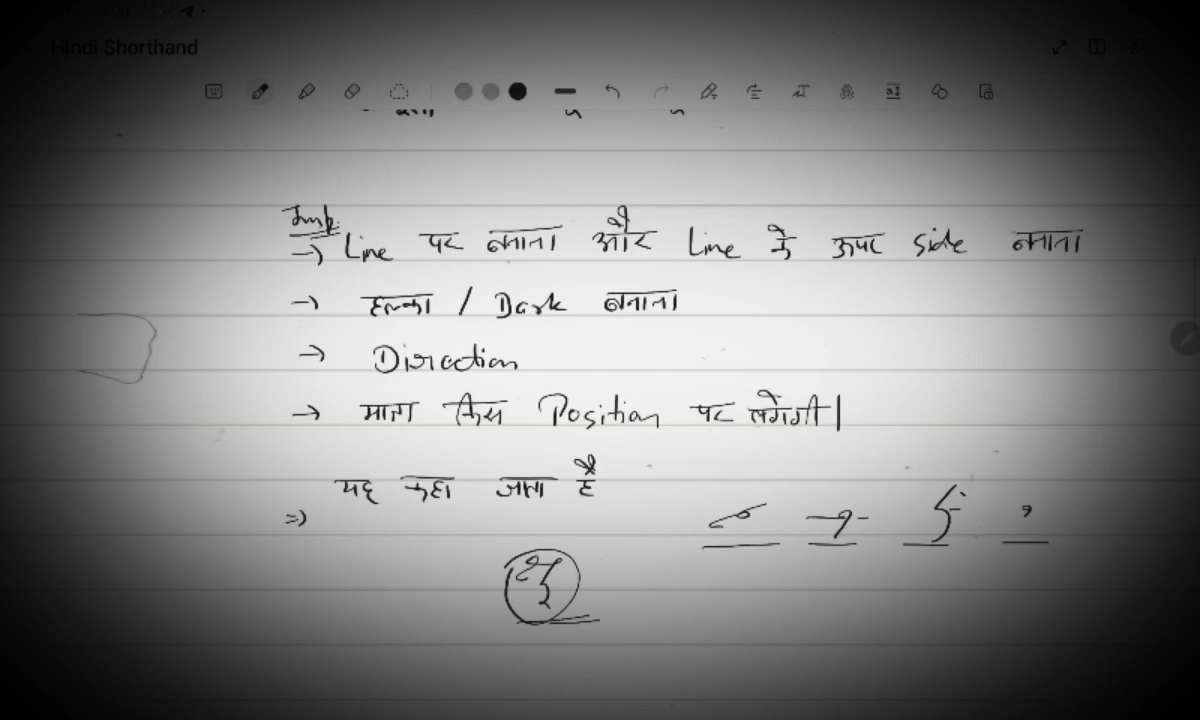 Hindi Shorthand
Imp.
→ Line पर बनाना और Line के ऊपर side बनाना
→ हल्का / Dark बनाना
→ Direction
→ मात्रा किस Position पर लगेगी।
यह कहा जाता है
⇒)